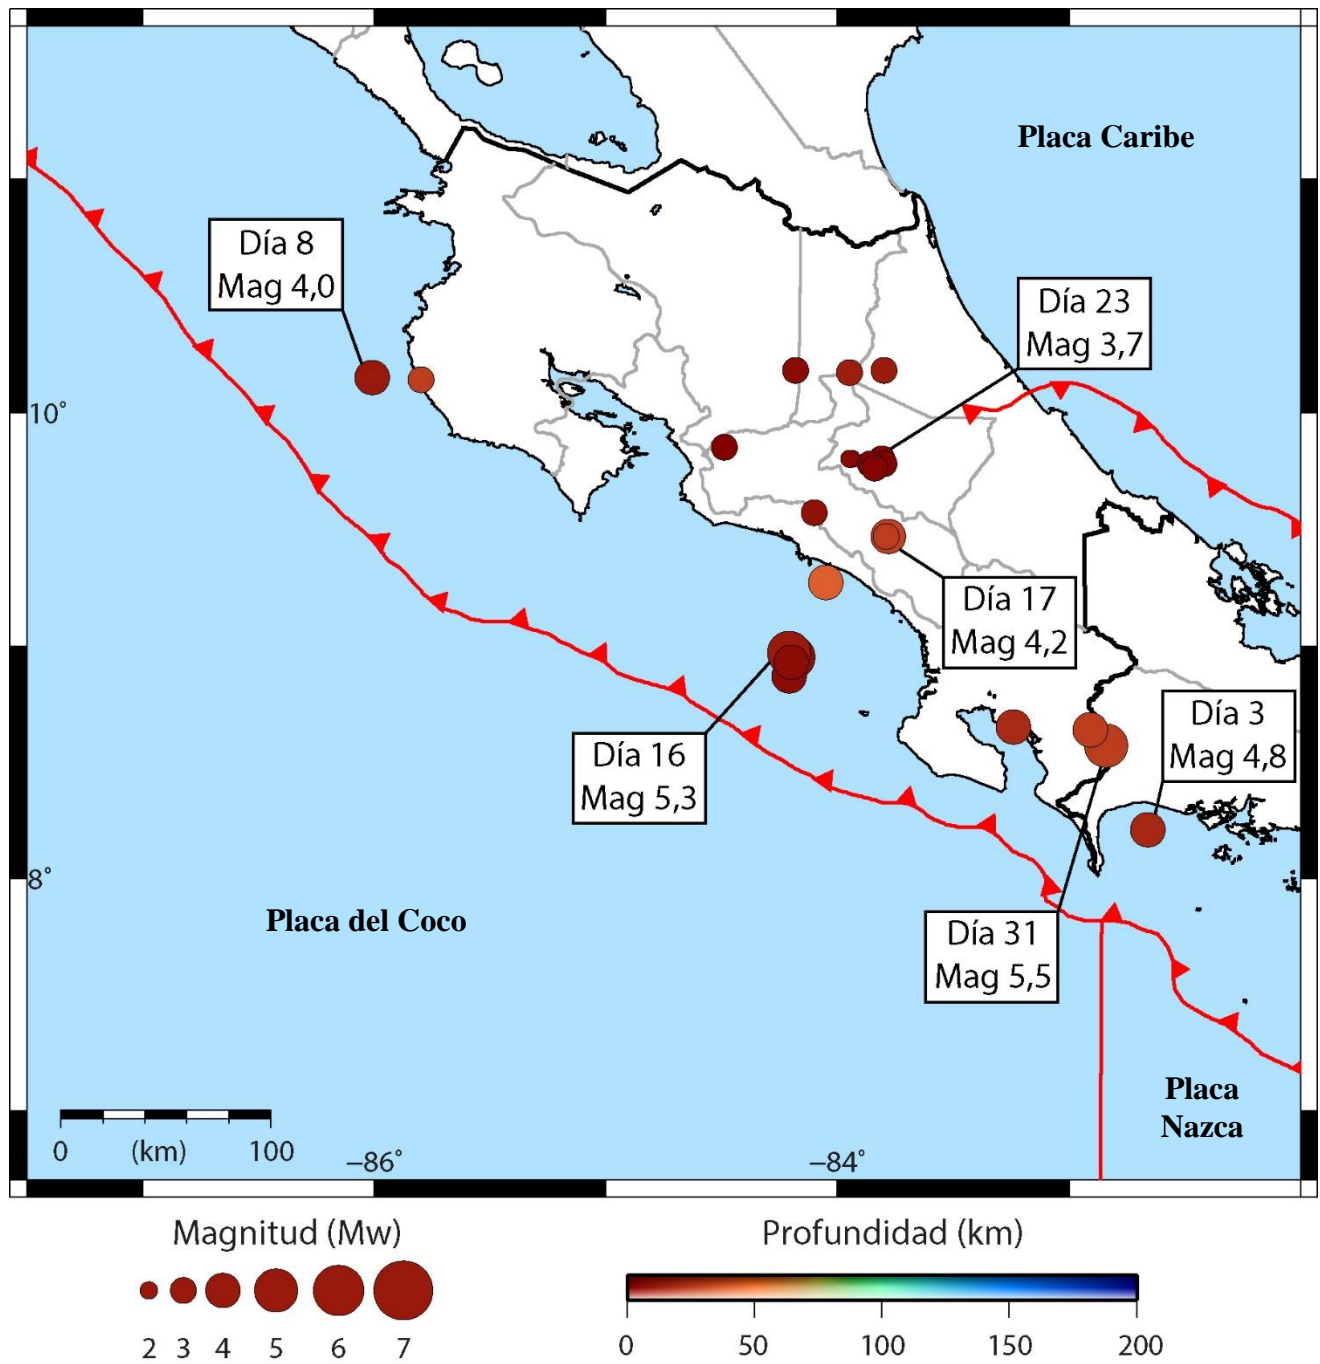 Placa Caribe
Día 8
Mag 4,0
Día 23
Mag 3,7
10°
Día 17
Mag 4,2
Día 3
Mag 4,8
Día 16
Mag 5,3
8°
Placa del Coco
Día 31
Mag 5,5
Placa
Nazca
0 (km) 100
−86°
−84°
Magnitud (Mw)
2 3 4 5 6 7
Profundidad (km)
0 50 100 150 200